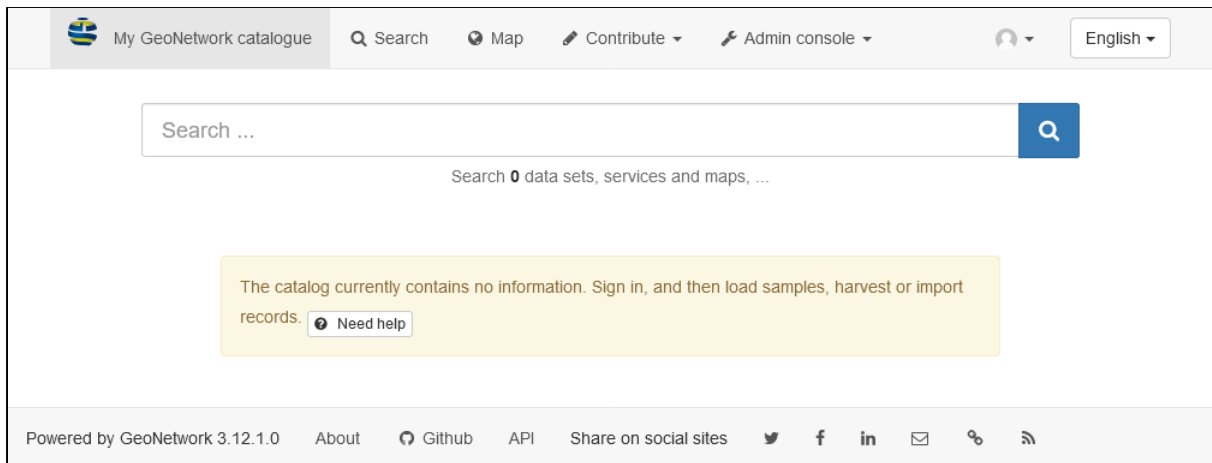 My GeoNetwork catalogue Search Map Contribute Admin console English
Search ...
Search 0 data sets, services and maps, ...
The catalog currently contains no information. Sign in, and then load samples, harvest or import
records. Need help
Powered by GeoNetwork 3.12.1.0 About Github API Share on social sites